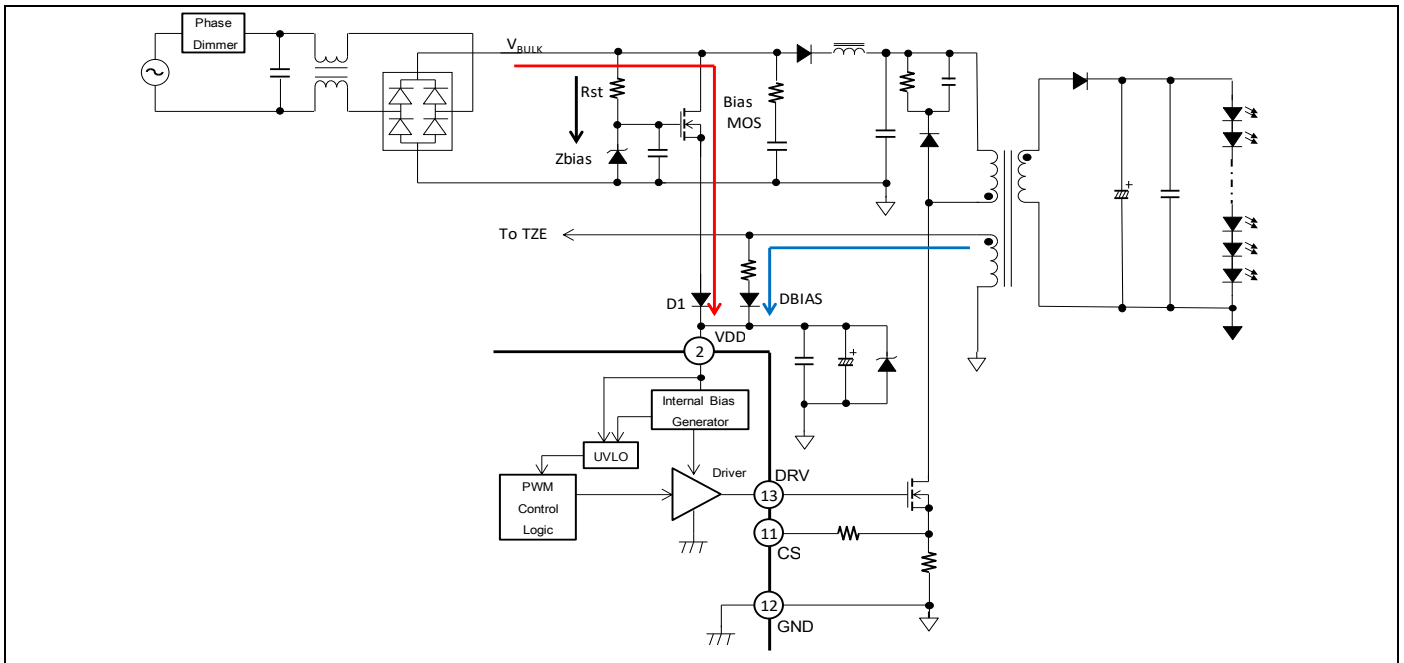 Phase
Dimmer
VBULK
Rst
Bias
MOS
Zbias
To TZE
D1
DBIAS
VDD
2
Internal Bias
Generator
UVLO
Driver
DRV
PWM
Control
Logic
13
11
CS
12
GND
+
+